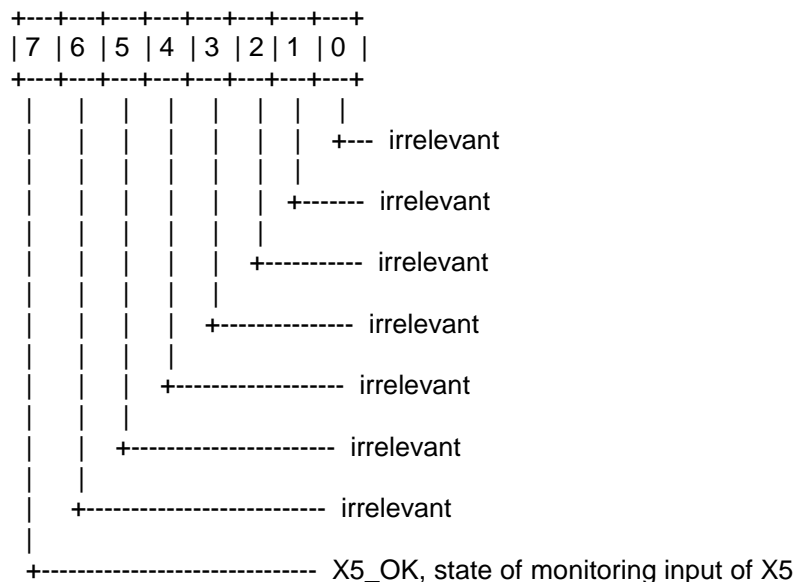 +---+---+---+---+---+---+---+---+
| 7 | 6 | 5 | 4 | 3 | 2 | 1 | 0 |
+---+---+---+---+---+---+---+---+
| | | | | | | |
| | | | | | | +--- irrelevant
| | | | | | |
| | | | | | +------- irrelevant
| | | | | |
| | | | | +----------- irrelevant
| | | | |
| | | | +--------------- irrelevant
| | | |
| | | +------------------- irrelevant
| | |
| | +----------------------- irrelevant
| |
| +--------------------------- irrelevant
|
+------------------------------- X5_OK, state of monitoring input of X5